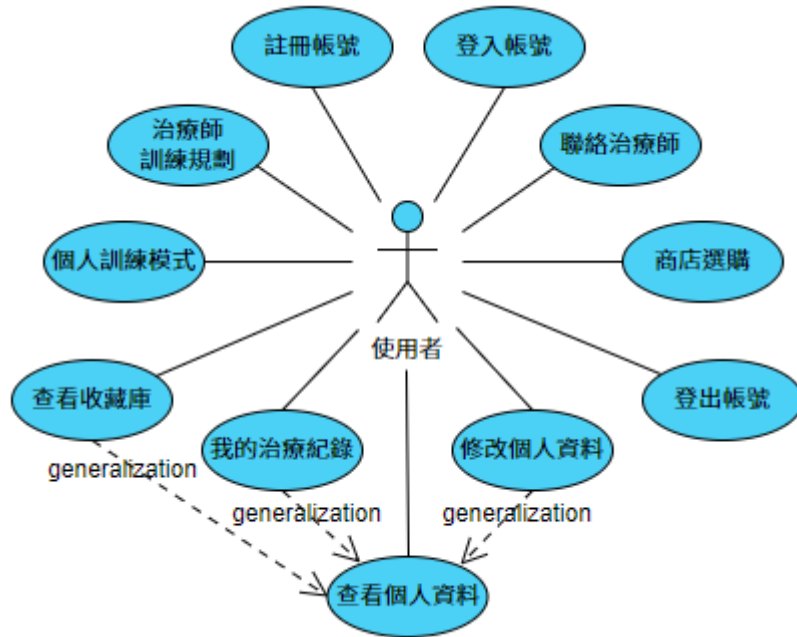 註冊帳號
登入帳號
治療師
訓練規劃
聯絡治療師
個人訓練模式
商店選購
使用者
查看收藏庫
登出帳號
我的治療紀錄
修改個人資料
generalization
generalization
generalization
查看個人資料